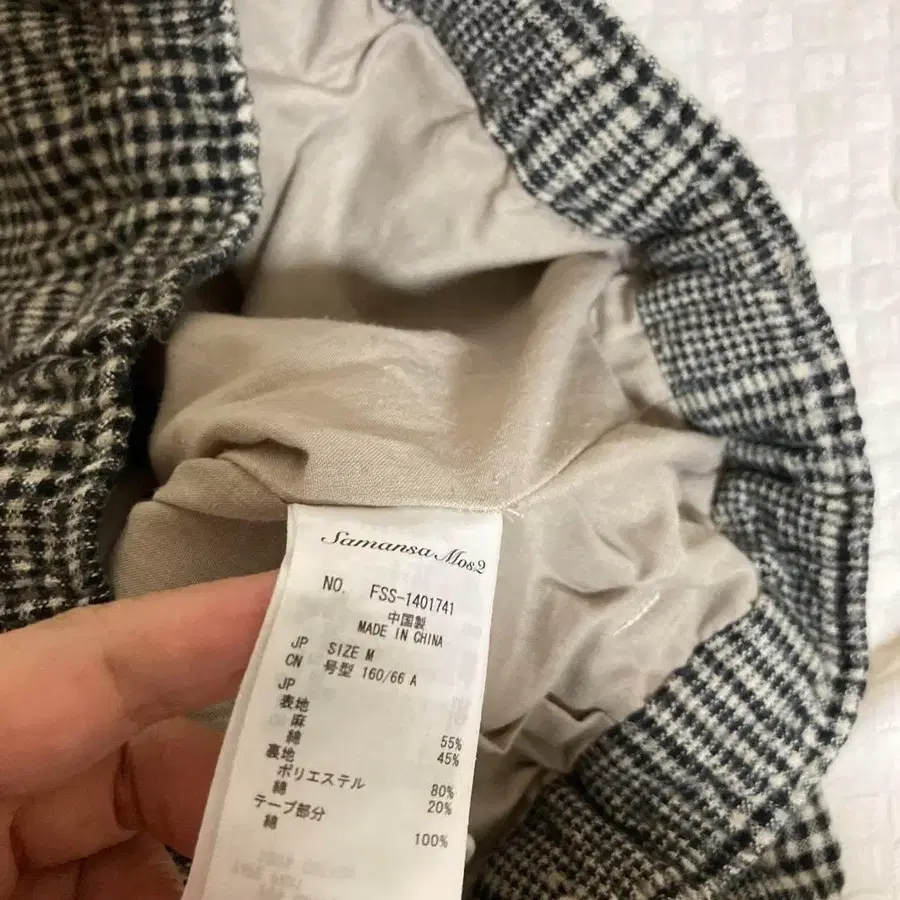 Samansa Mos2
NO. FSS-1401741
中国製
MADE IN CHINA
JP SIZE M
CN 号型 160/66 A
JP
表地
麻 55%
綿 45%
裏地
ポリエステル 80%
綿 20%
テープ部分
綿 100%